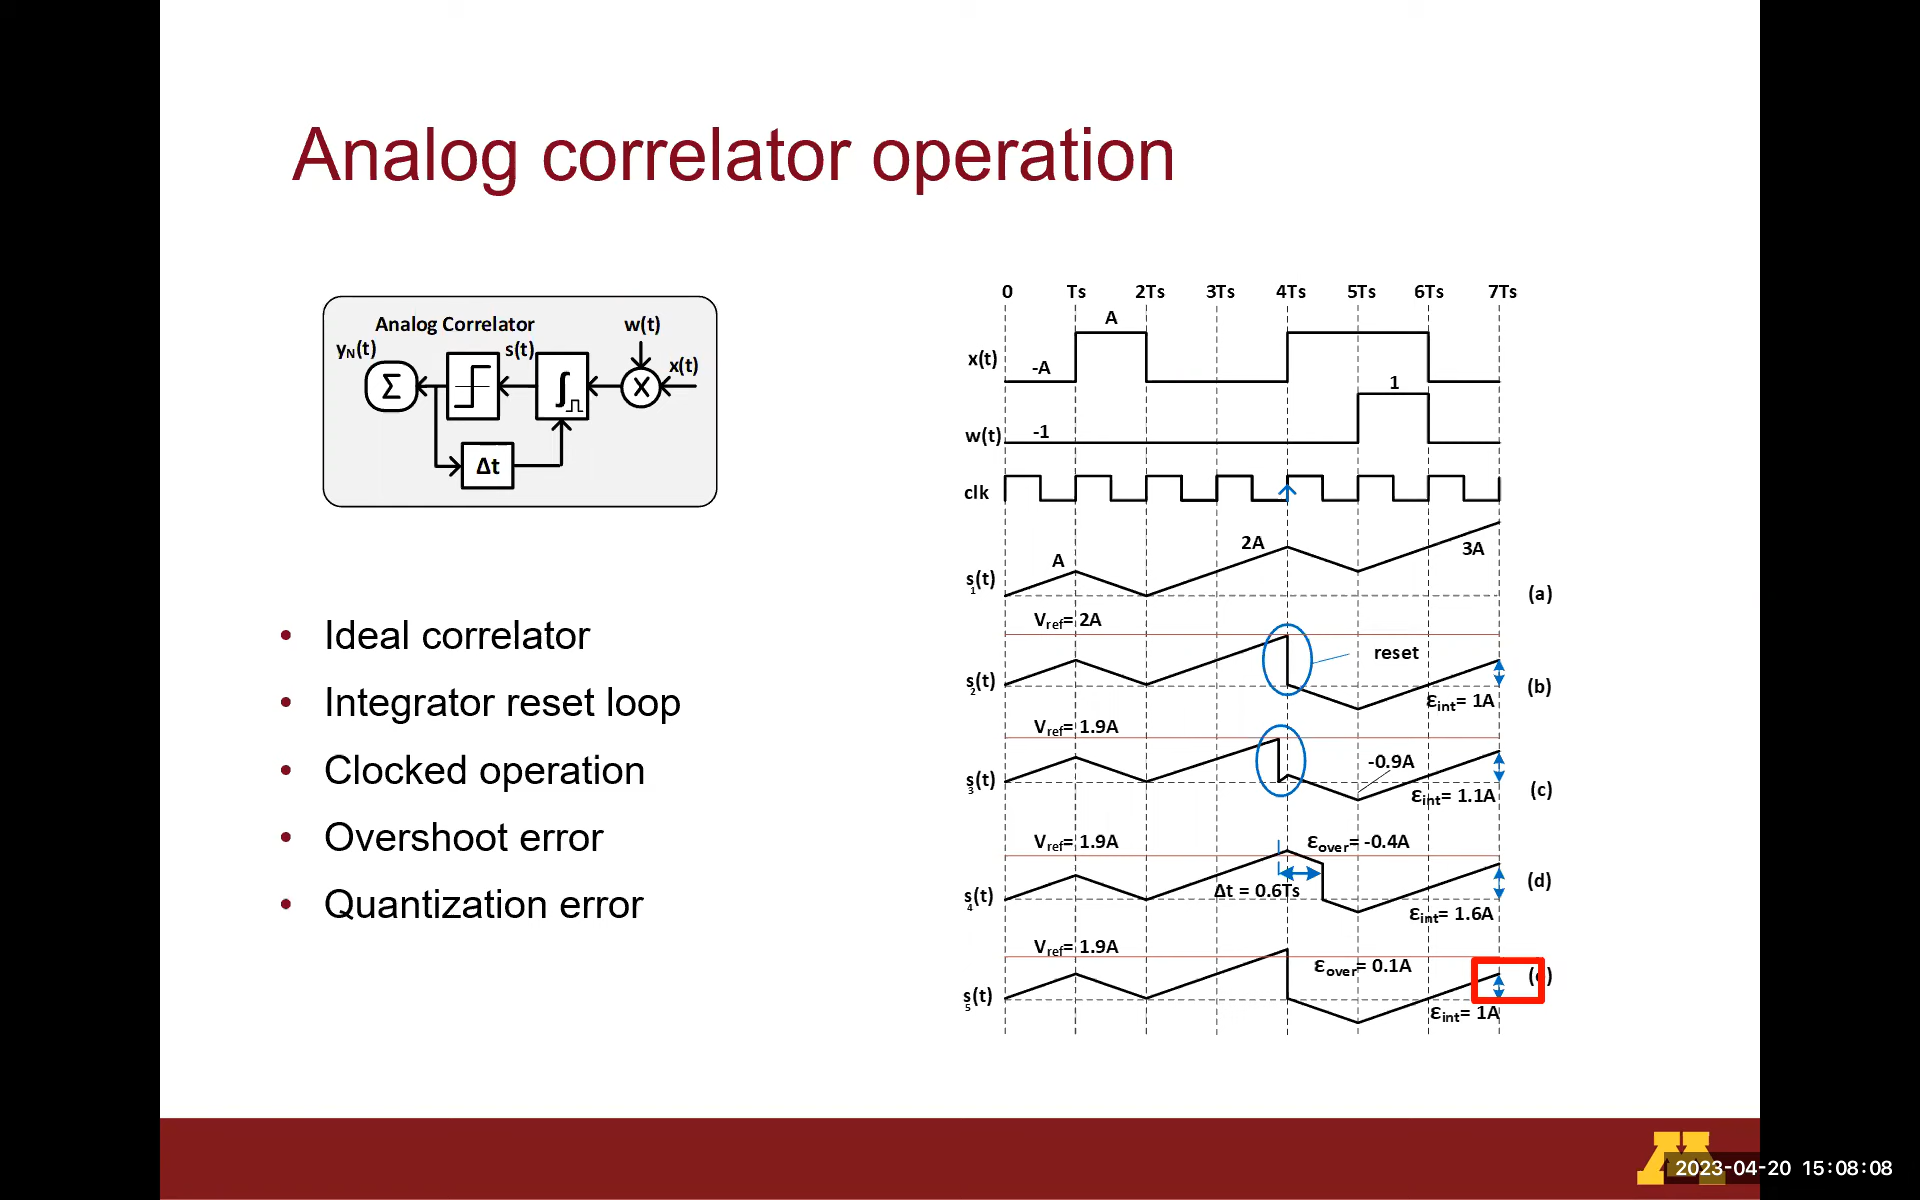 Analog correlator operation
Analog Correlator
w(t)
yN(t)
s(t)
x(t)
Σ
∫
X
Δt
• Ideal correlator
• Integrator reset loop
• Clocked operation
• Overshoot error
• Quantization error
0 Ts 2Ts 3Ts 4Ts 5Ts 6Ts 7Ts
A
x(t)
-A
1
w(t)
-1
clk
2A
3A
A
s1(t)
(a)
Vref= 2A
reset
s2(t)
(b)
εint= 1A
Vref= 1.9A
-0.9A
s3(t)
(c)
εint= 1.1A
Vref= 1.9A
εover= -0.4A
(d)
Δt = 0.6Ts
s4(t)
εint= 1.6A
Vref= 1.9A
εover= 0.1A
s5(t)
εint= 1A
2023-04-20 15:08:08